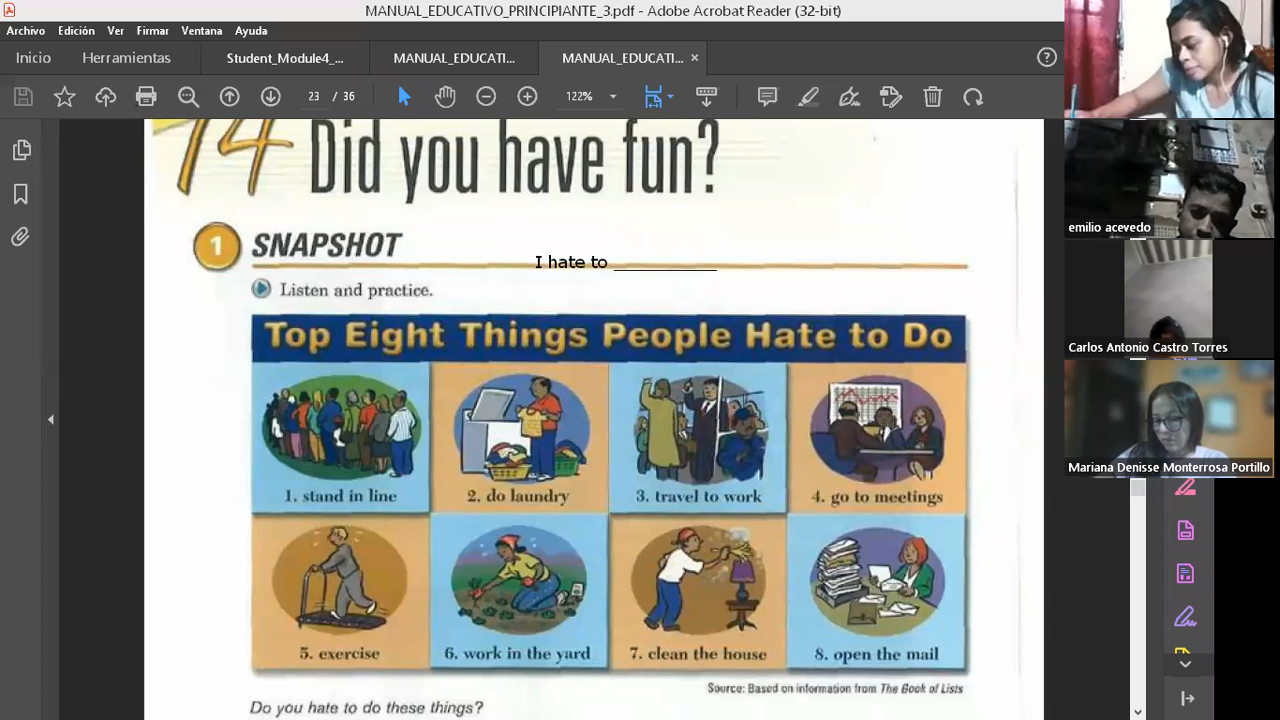 MANUAL_EDUCATIVO_PRINCIPIANTE_3.pdf - Adobe Acrobat Reader (32-bit)
Archivo Edición Ver Firmar Ventana Ayuda
Inicio Herramientas Student_Module4_... MANUAL_EDUCATI... MANUAL_EDUCATI... ×
23 / 36 122%
14 Did you have fun?
1 SNAPSHOT
I hate to _________
Listen and practice.
Top Eight Things People Hate to Do
1. stand in line 2. do laundry 3. travel to work 4. go to meetings
5. exercise 6. work in the yard 7. clean the house 8. open the mail
Source: Based on information from The Book of Lists
Do you hate to do these things?
emilio acevedo
Carlos Antonio Castro Torres
Mariana Denisse Monterrosa Portillo